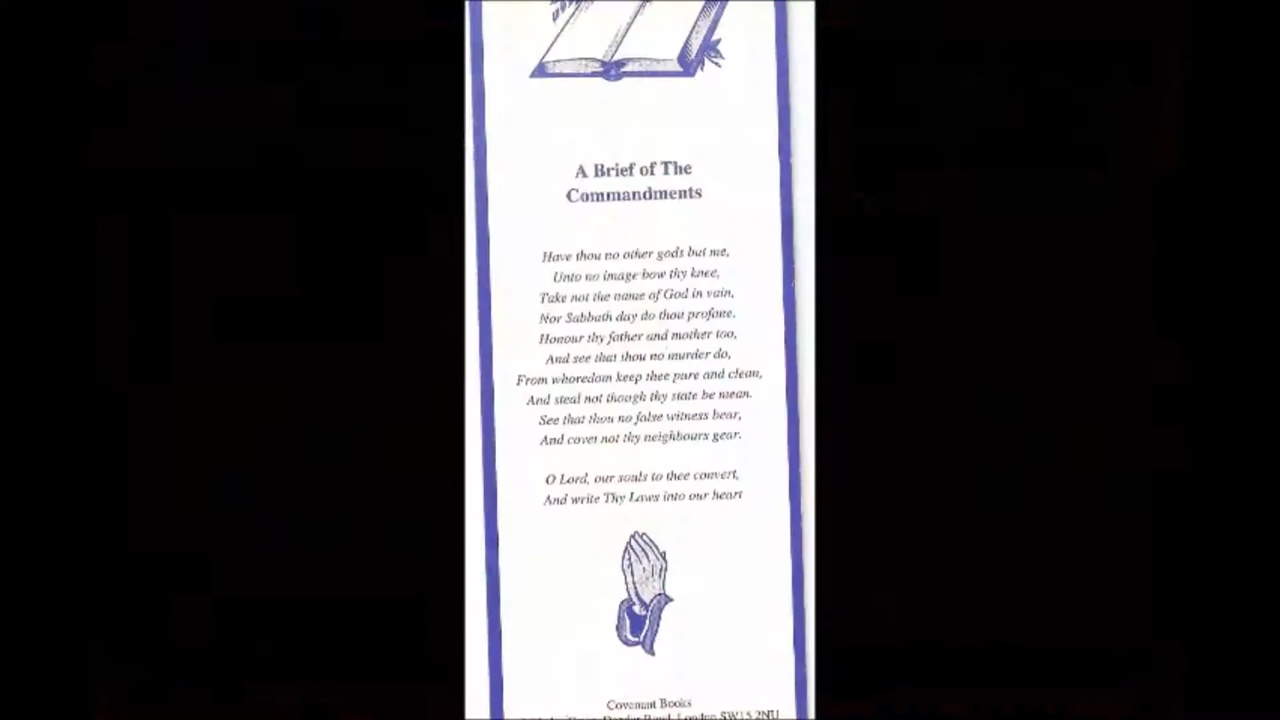 A Brief of The
Commandments
Have thou no other gods but me,
Unto no image bow thy knee,
Take not the name of God in vain,
Nor Sabbath day do thou profane.
Honour thy father and mother too,
And see that thou no murder do,
From whoredom keep thee pure and clean,
And steal not though thy state be mean.
See that thou no false witness bear,
And covet not thy neighbours gear.
O Lord, our souls to thee convert,
And write Thy Laws into our heart
Covenant Books
Road, London SW15 2NU